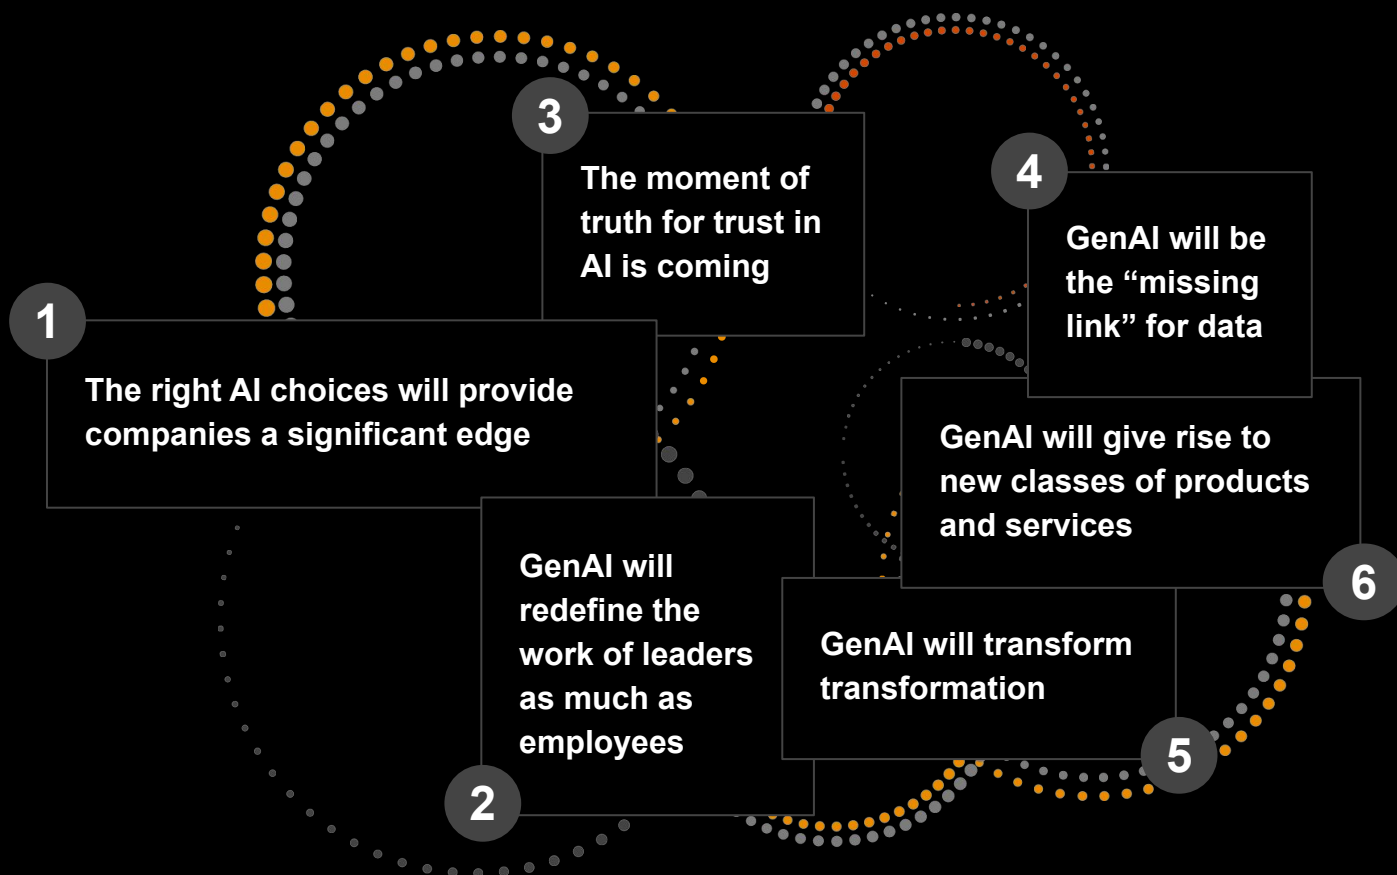 1
The right AI choices will provide
companies a significant edge
2
GenAI will
redefine the
work of leaders
as much as
employees
3
The moment of
truth for trust in
AI is coming
4
GenAI will be
the “missing
link” for data
5
GenAI will transform
transformation
6
GenAI will give rise to
new classes of products
and services